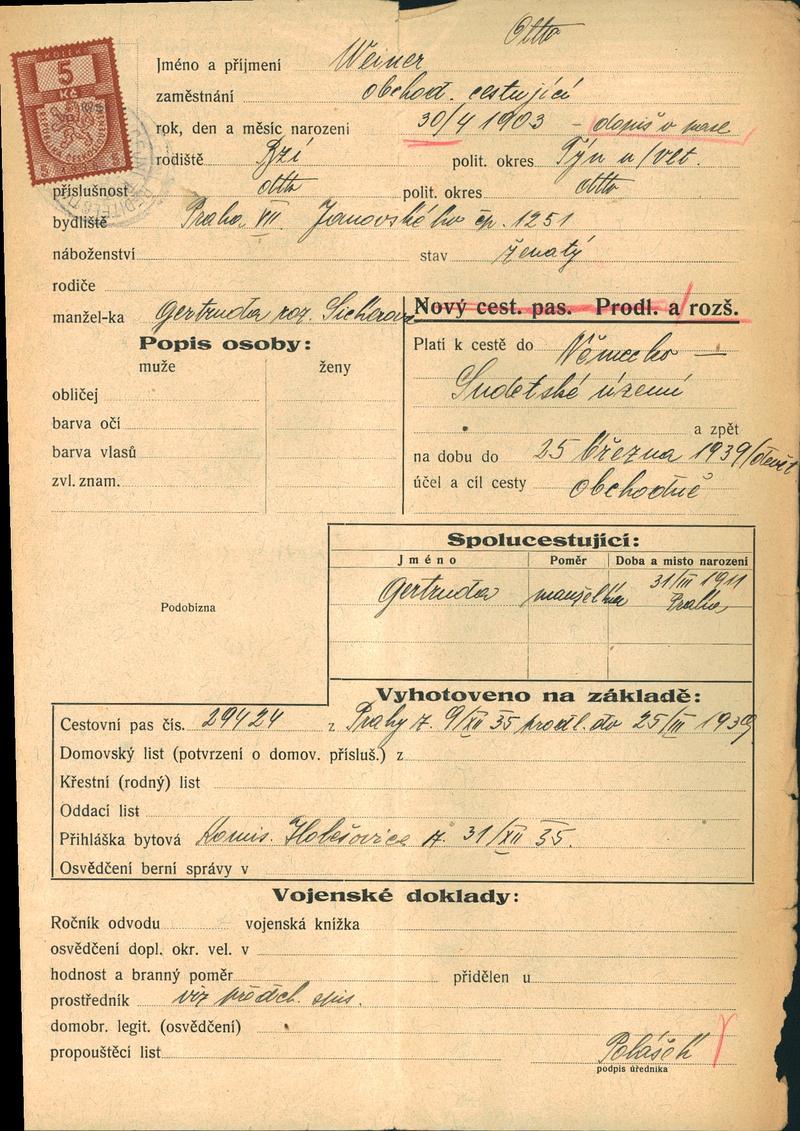 Otto
KOLEK
5
Kč
Jméno a příjmení Weiner
zaměstnání obchod. cestující
rok, den a měsíc narození 30/4 1903 -
rodiště Bzí polit. okres Týn n/Vlt.
příslušnost otto polit. okres otto
bydliště Praha VII. Janovského čp. 1251
náboženství stav ženatý
rodiče
manžel-ka Gertruda roz.
Nový cest. pas. Prodl. a rozš.
Popis osoby:
muže ženy
obličej
barva očí
barva vlasů
zvl. znam.
Platí k cestě do Německo —
Sudetské území
a zpět
na dobu do 25 března 1939
účel a cíl cesty obchodně
Spolucestující:
Jméno Poměr Doba a místo narození
Gertruda manželka 31/III 1911
Praha
Podobizna
Vyhotoveno na základě:
Cestovní pas čís. 29424 z Prahy z. 9/XII 35 prodl. do 25/III 1939
Domovský list (potvrzení o domov. přísluš.) z
Křestní (rodný) list
Oddací list
Přihláška bytová Komis. Holešovice z. 31/XII 35.
Osvědčení berní správy v
Vojenské doklady:
Ročník odvodu vojenská knížka
osvědčení dopl. okr. vel. v
hodnost a branný poměr přidělen u
prostředník viz předch. spis.
domobr. legit. (osvědčení)
propouštěcí list
podpis úředníka